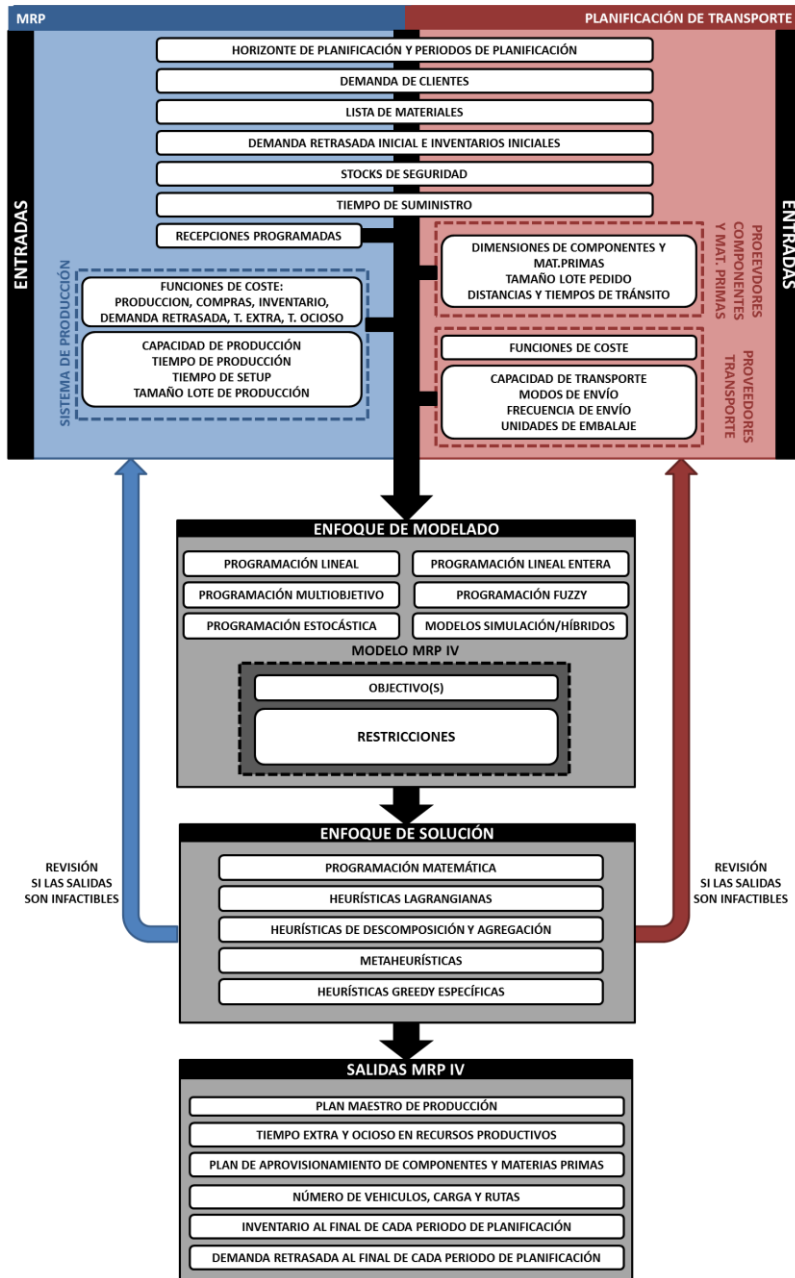 MRP
PLANIFICACIÓN DE TRANSPORTE
HORIZONTE DE PLANIFICACIÓN Y PERIODOS DE PLANIFICACIÓN
DEMANDA DE CLIENTES
LISTA DE MATERIALES
DEMANDA RETRASADA INICIAL E INVENTARIOS INICIALES
STOCKS DE SEGURIDAD
TIEMPO DE SUMINISTRO
ENTRADAS
ENTRADAS
RECEPCIONES PROGRAMADAS
DIMENSIONES DE COMPONENTES Y
MAT.PRIMAS
TAMAÑO LOTE PEDIDO
DISTANCIAS Y TIEMPOS DE TRÁNSITO
PROEEVDORES
COMPONENTES
Y MAT. PRIMAS
SISTEMA DE PRODUCCIÓN
FUNCIONES DE COSTE:
PRODUCCION, COMPRAS, INVENTARIO,
DEMANDA RETRASADA, T. EXTRA, T. OCIOSO
CAPACIDAD DE PRODUCCIÓN
TIEMPO DE PRODUCCIÓN
TIEMPO DE SETUP
TAMAÑO LOTE DE PRODUCCIÓN
FUNCIONES DE COSTE
CAPACIDAD DE TRANSPORTE
MODOS DE ENVÍO
FRECUENCIA DE ENVÍO
UNIDADES DE EMBALAJE
PROVEEDORES
TRANSPORTE
ENFOQUE DE MODELADO
PROGRAMACIÓN LINEAL
PROGRAMACIÓN LINEAL ENTERA
PROGRAMACIÓN MULTIOBJETIVO
PROGRAMACIÓN FUZZY
PROGRAMACIÓN ESTOCÁSTICA
MODELOS SIMULACIÓN/HÍBRIDOS
MODELO MRP IV
OBJECTIVO(S)
RESTRICCIONES
ENFOQUE DE SOLUCIÓN
PROGRAMACIÓN MATEMÁTICA
HEURÍSTICAS LAGRANGIANAS
HEURÍSTICAS DE DESCOMPOSICIÓN Y AGREGACIÓN
METAHEURÍSTICAS
HEURÍSTICAS GREEDY ESPECÍFICAS
REVISIÓN
SI LAS SALIDAS
SON INFACTIBLES
REVISIÓN
SI LAS SALIDAS
SON INFACTIBLES
SALIDAS MRP IV
PLAN MAESTRO DE PRODUCCIÓN
TIEMPO EXTRA Y OCIOSO EN RECURSOS PRODUCTIVOS
PLAN DE APROVISIONAMIENTO DE COMPONENTES Y MATERIAS PRIMAS
NÚMERO DE VEHICULOS, CARGA Y RUTAS
INVENTARIO AL FINAL DE CADA PERIODO DE PLANIFICACIÓN
DEMANDA RETRASADA AL FINAL DE CADA PERIODO DE PLANIFICACIÓN